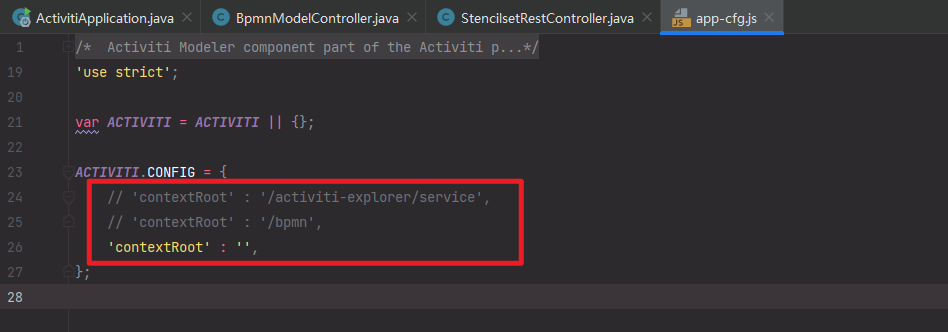 ActivitiApplication.java BpmnModelController.java StencilsetRestController.java app-cfg.js
1 /* Activiti Modeler component part of the Activiti p...*/
19 'use strict';
20
21 var ACTIVITI = ACTIVITI || {};
22
23 ACTIVITI.CONFIG = {
24 // 'contextRoot' : '/activiti-explorer/service',
25 // 'contextRoot' : '/bpmn',
26 'contextRoot' : '',
27 };
28